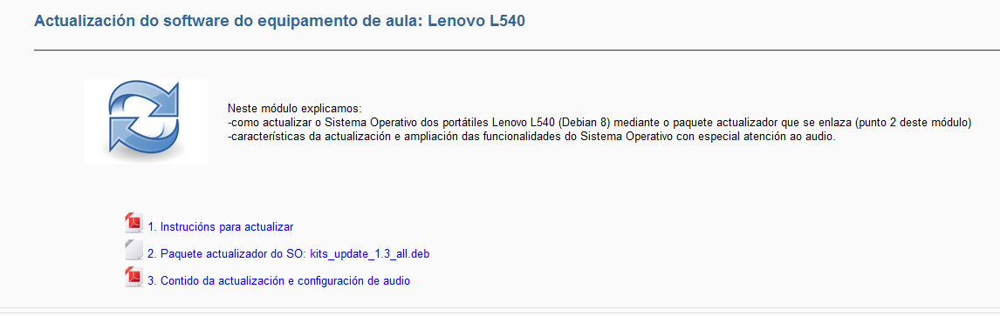 Actualización do software do equipamento de aula: Lenovo L540
Neste módulo explicamos:
-como actualizar o Sistema Operativo dos portátiles Lenovo L540 (Debian 8) mediante o paquete actualizador que se enlaza (punto 2 deste módulo)
-características da actualización e ampliación das funcionalidades do Sistema Operativo con especial atención ao audio.
1. Instrucións para actualizar
2. Paquete actualizador do SO: kits_update_1.3_all.deb
3. Contido da actualización e configuración de audio